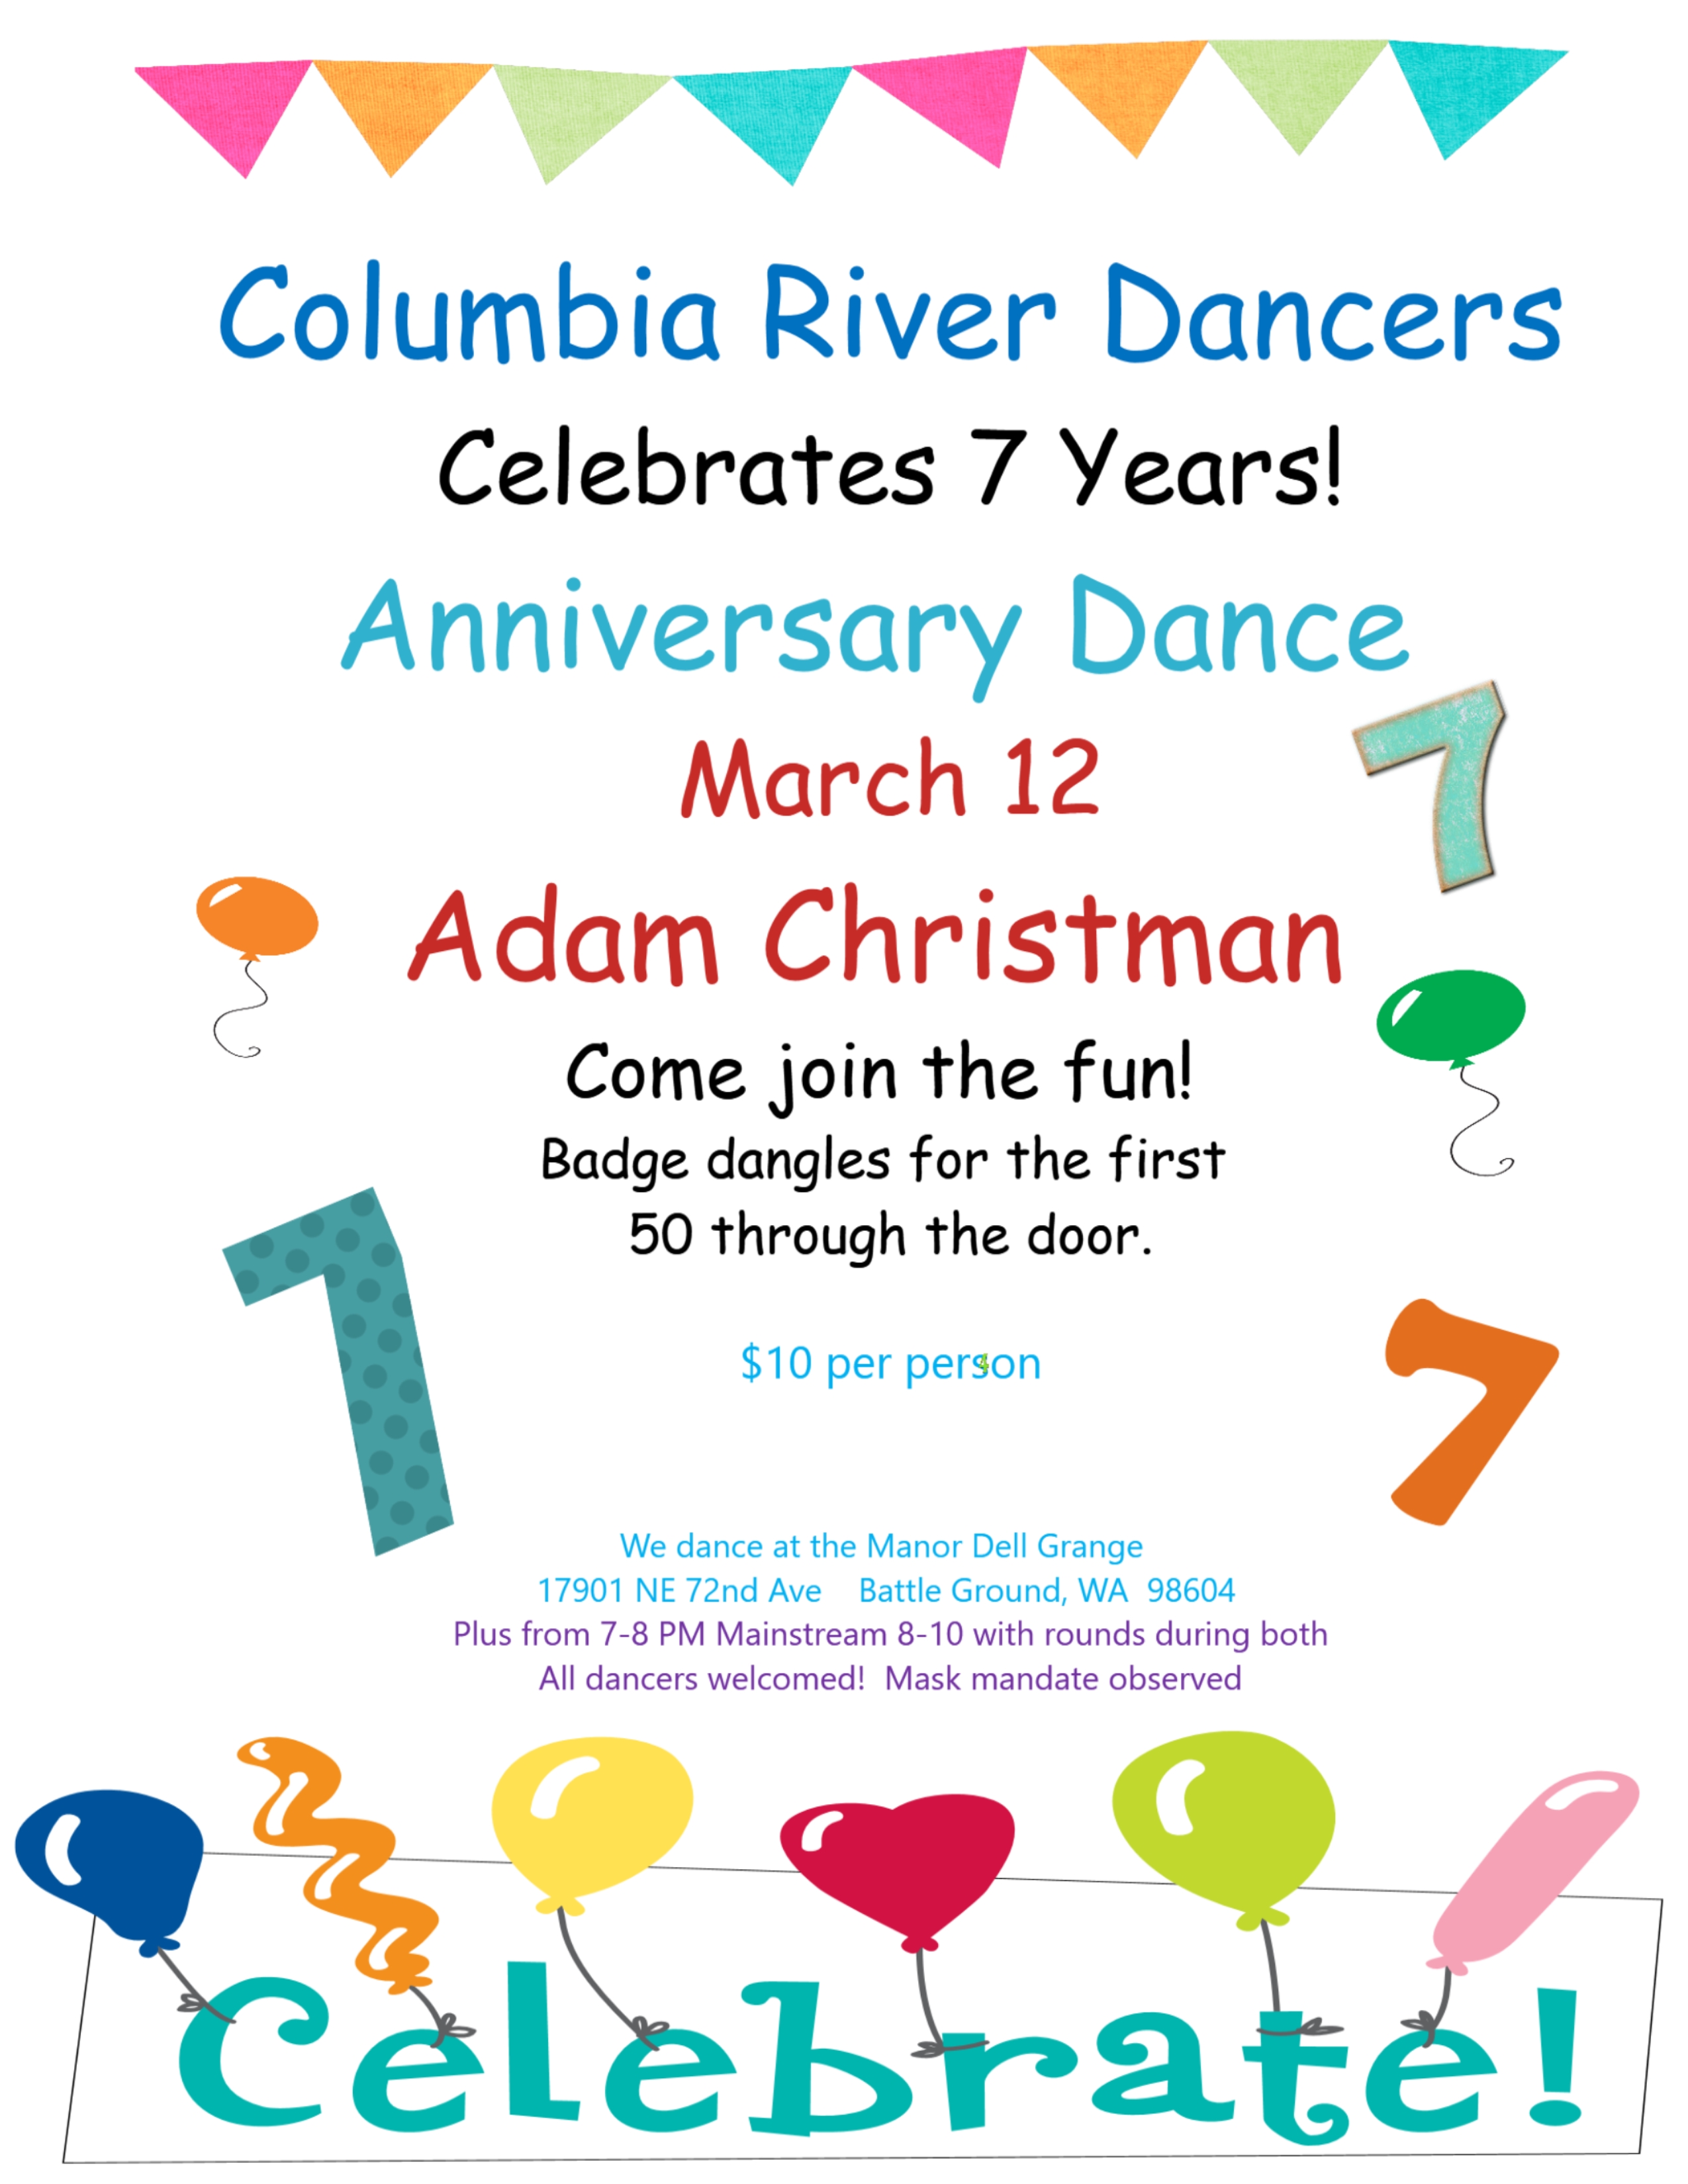 Columbia River Dancers
Celebrates 7 Years!
Anniversary Dance
March 12
7
Adam Christman
Come join the fun!
Badge dangles for the first
50 through the door.
7
7
$10 per person
We dance at the Manor Dell Grange
17901 NE 72nd Ave    Battle Ground, WA  98604
Plus from 7-8 PM Mainstream 8-10 with rounds during both
All dancers welcomed!  Mask mandate observed
Celebrate!